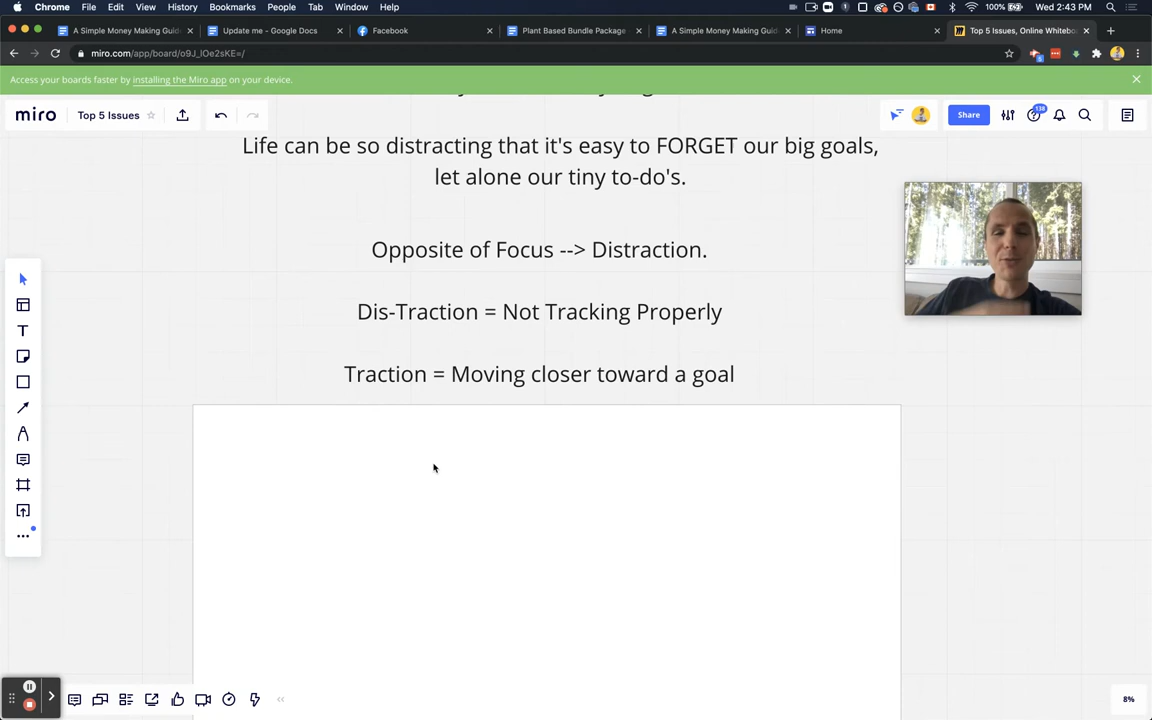 Chrome File Edit View History Bookmarks People Tab Window Help 100% Wed 2:43 PM
A Simple Money Making Guid Update me - Google Docs Facebook Plant Based Bundle Package A Simple Money Making Guid Home Top 5 Issues, Online Whitebo
miro.com/app/board/o9J_lOe2sKE=/
Access your boards faster by installing the Miro app on your device.
miro Top 5 Issues Share 138
Life can be so distracting that it's easy to FORGET our big goals,
let alone our tiny to-do's.
Opposite of Focus --> Distraction.
Dis-Traction = Not Tracking Properly
Traction = Moving closer toward a goal
8%